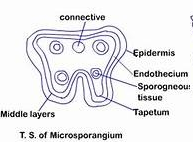 connective
Epidermis
Endothecium
Sporogneous
tissue
Tapetum
Middle layers
T. S. of Microsporangium